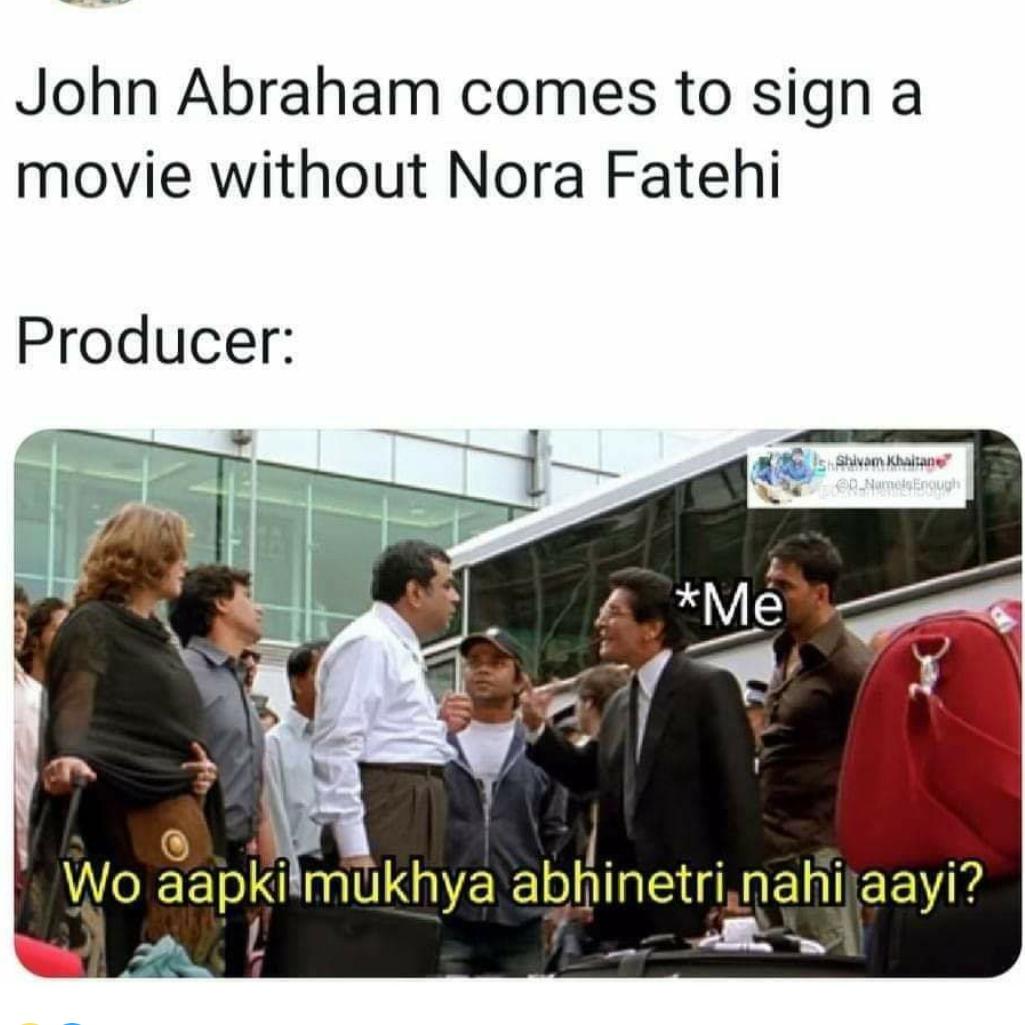 John Abraham comes to sign a
movie without Nora Fatehi
Producer:
Shivam Khaitan💕
@D_NameIsEnough
*Me
Wo aapki mukhya abhinetri nahi aayi?